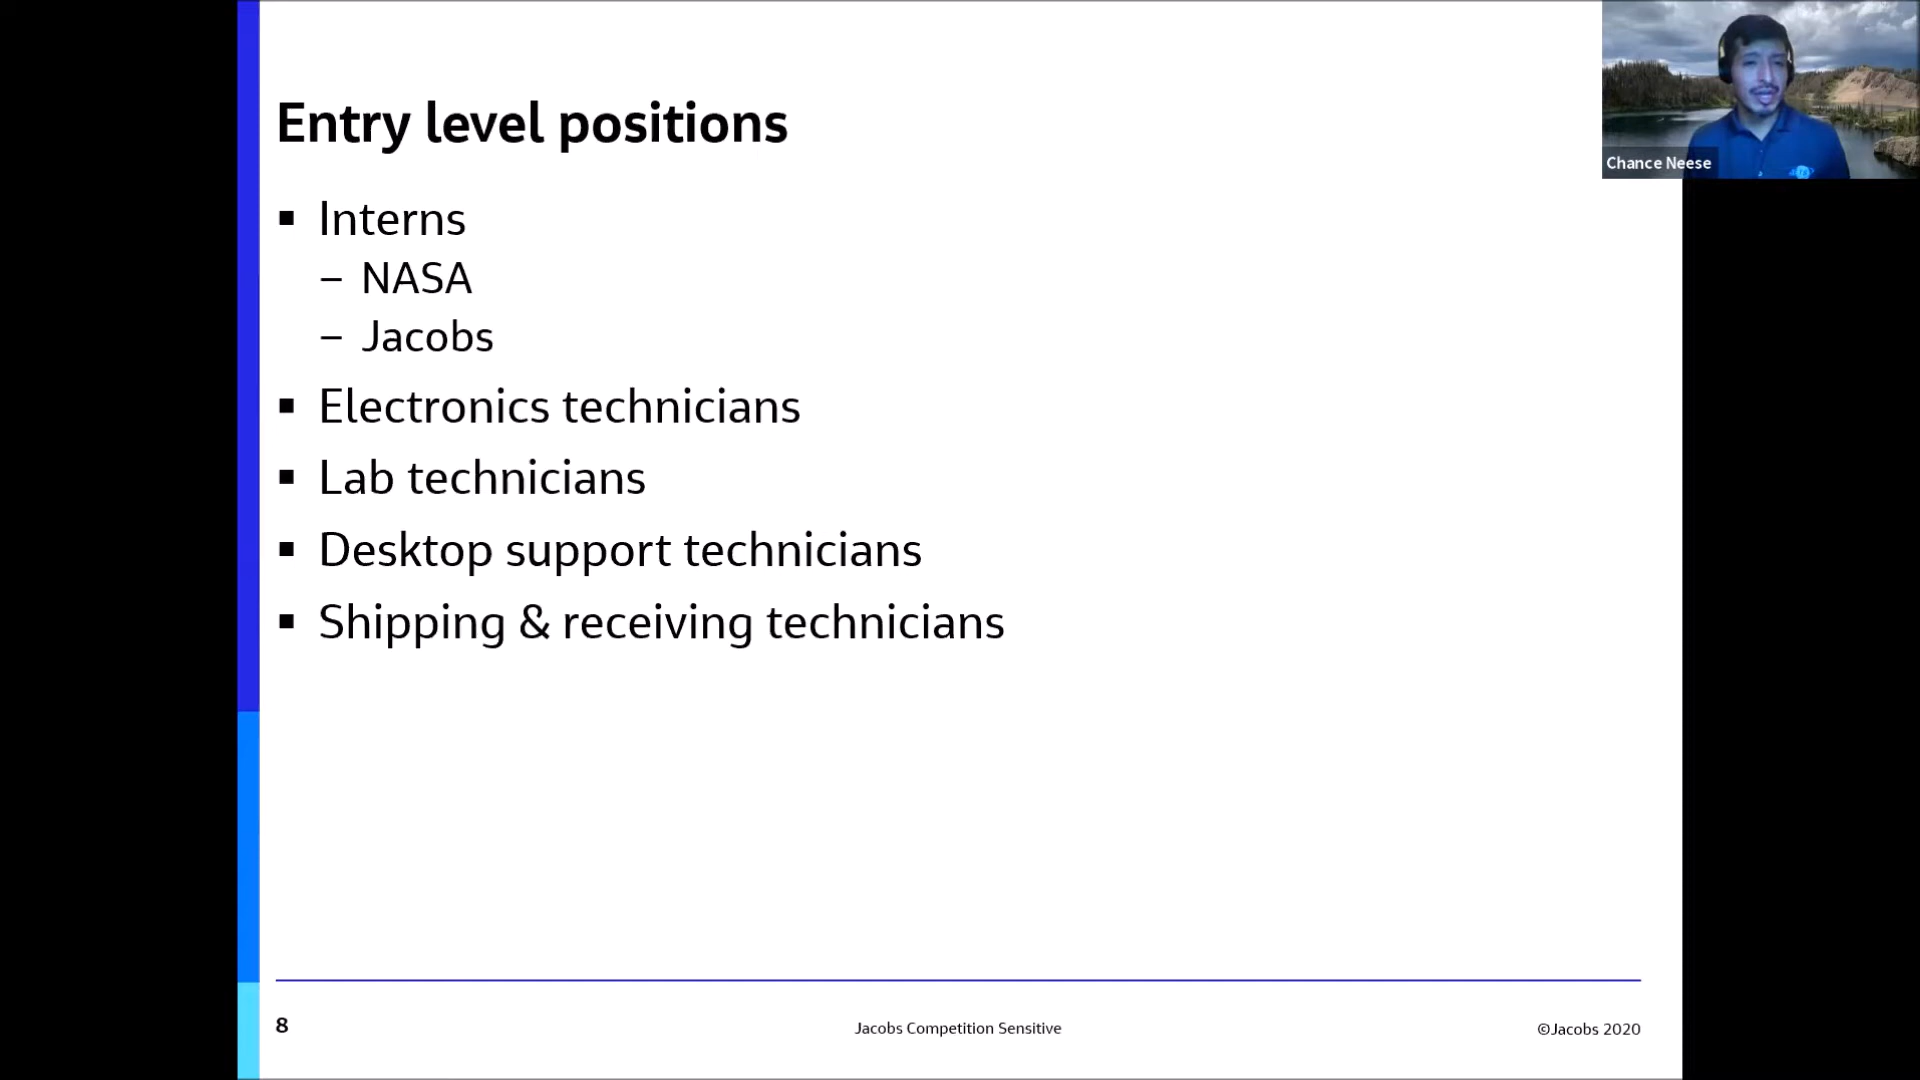 Entry level positions
▪ Interns
– NASA
– Jacobs
▪ Electronics technicians
▪ Lab technicians
▪ Desktop support technicians
▪ Shipping & receiving technicians
Chance Neese
8
Jacobs Competition Sensitive
©Jacobs 2020